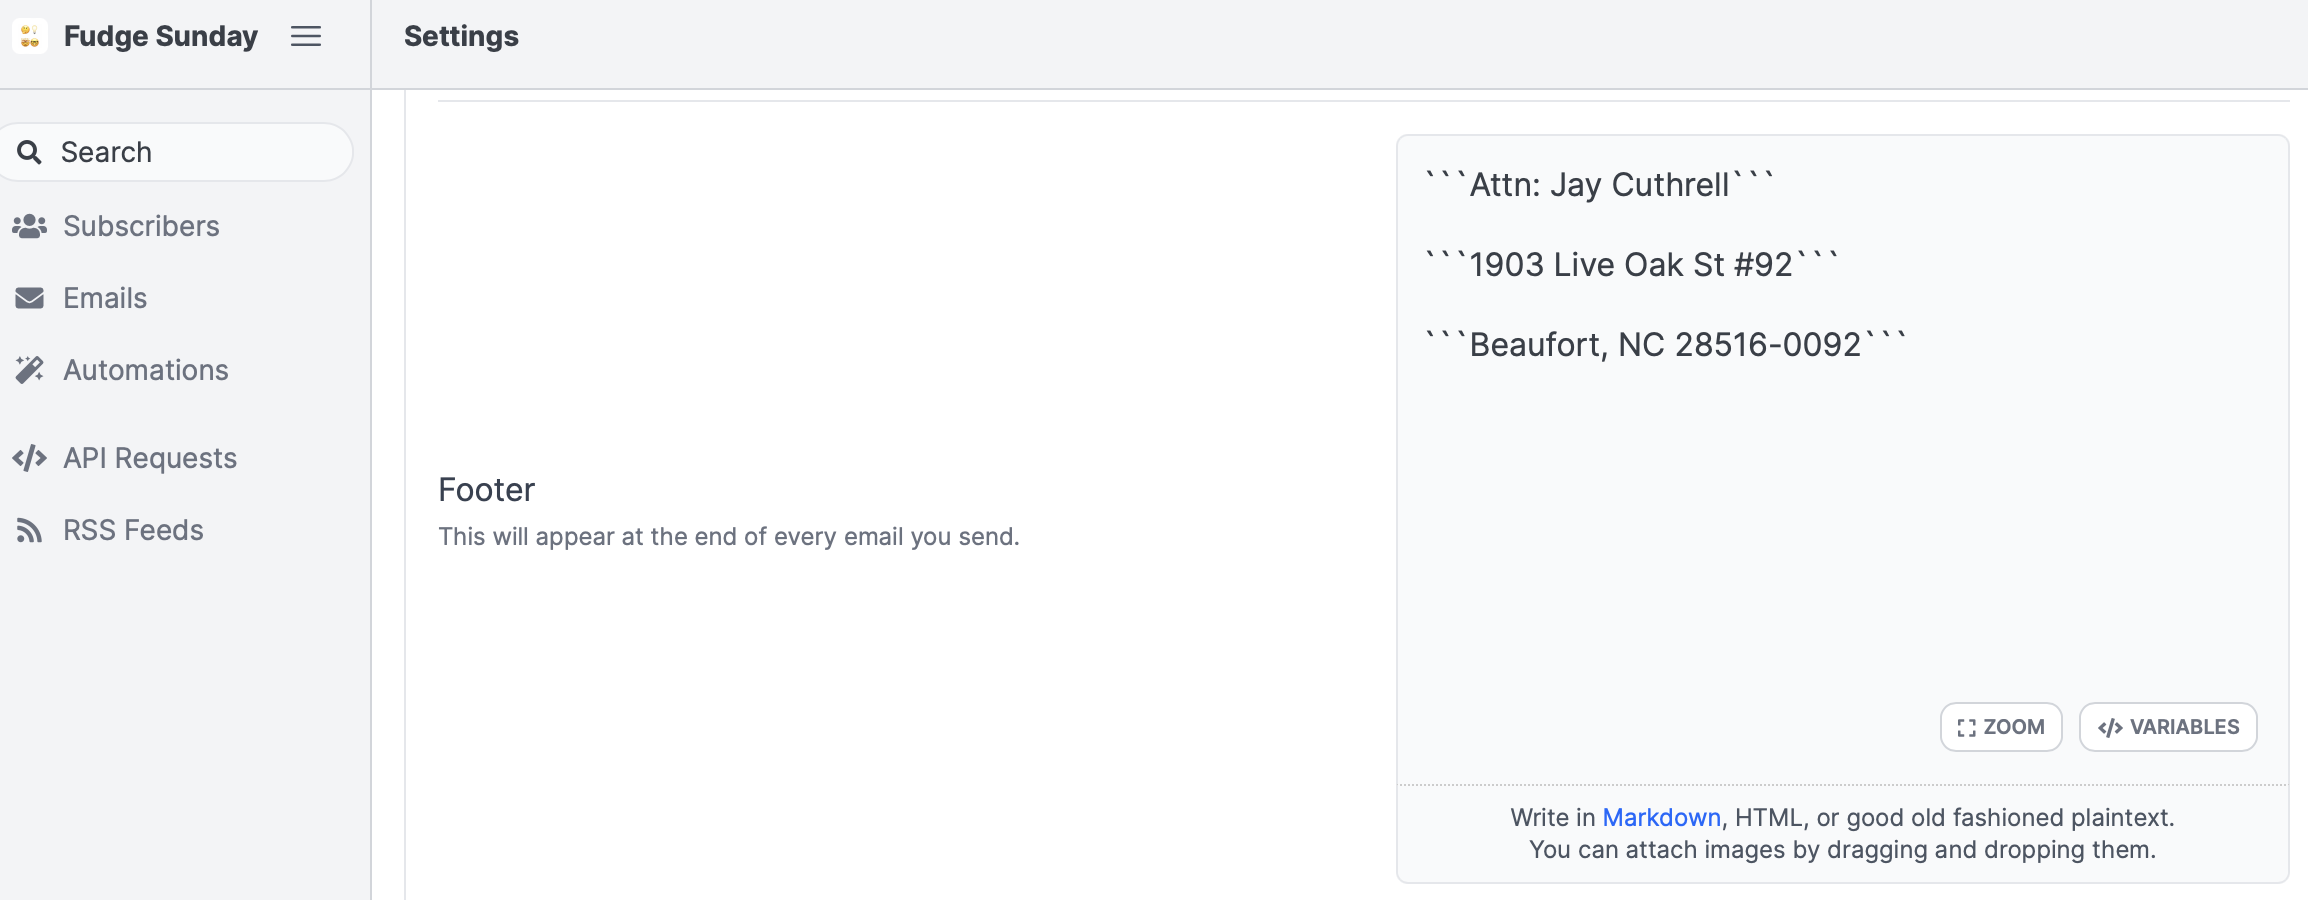 Fudge Sunday
Settings
Search
Subscribers
Emails
Automations
API Requests
RSS Feeds
Footer
This will appear at the end of every email you send.
```Attn: Jay Cuthrell```
```1903 Live Oak St #92```
```Beaufort, NC 28516-0092```
ZOOM
</> VARIABLES
Write in Markdown, HTML, or good old fashioned plaintext.
You can attach images by dragging and dropping them.